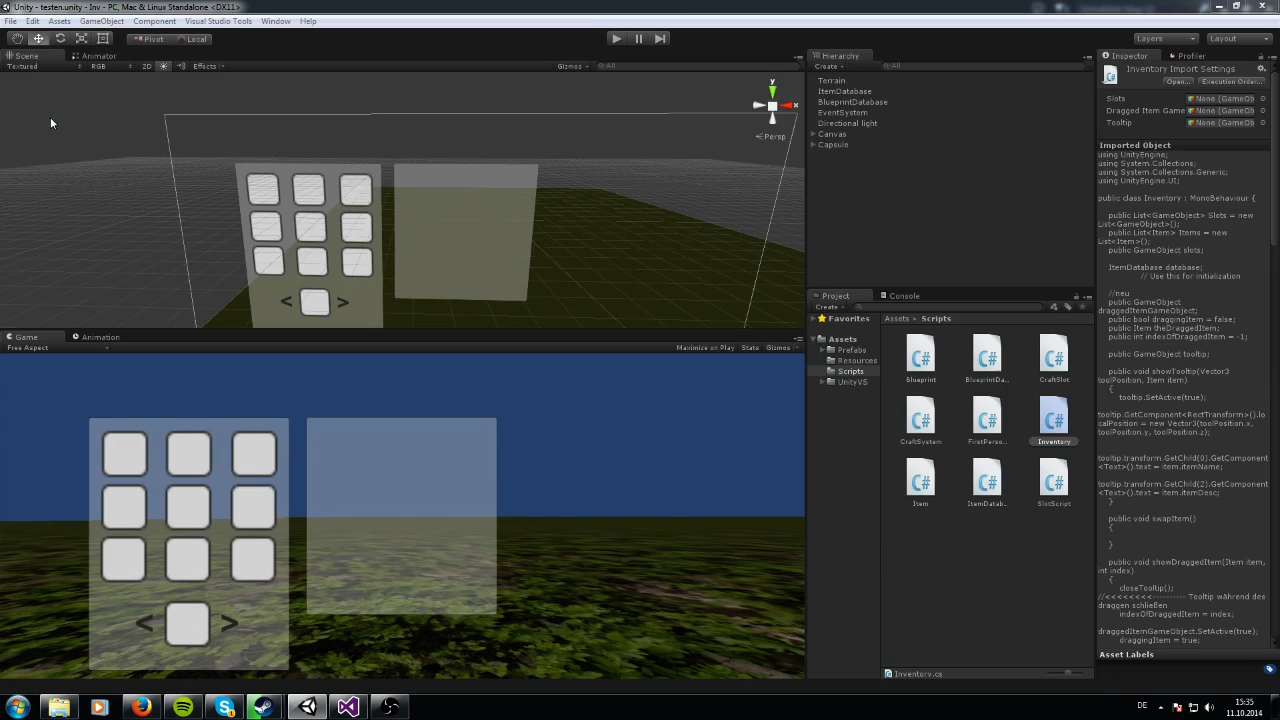 Unity - testen.unity - Inv - PC, Mac & Linux Standalone <DX11>
File Edit Assets GameObject Component Visual Studio Tools Window Help
Pivot Local
Layers Layout
Scene Animator
Textured RGB 2D Effects Gizmos All
y
Persp
Hierarchy
Create All
Terrain
ItemDatabase
BlueprintDatabase
EventSystem
Directional light
Canvas
Capsule
< >
Game Animation
Free Aspect Maximize on Play Stats Gizmos
< >
Project Console
Create
Favorites
Assets
Prefabs
Resources
Scripts
UnityVS
Assets Scripts
Blueprint BlueprintDa... CraftSlot
CraftSystem FirstPerso... Inventory
Item ItemDatab... SlotScript
Inventory.cs
Inspector Profiler
Inventory Import Settings
Open... Execution Order...
Slots None (GameOb
Dragged Item Game None (GameOb
Tooltip None (GameOb
Imported Object
using UnityEngine;
using System.Collections;
using System.Collections.Generic;
using UnityEngine.UI;
public class Inventory : MonoBehaviour {
public List<GameObject> Slots = new
List<GameObject>();
public List<Item> Items = new
List<Item>();
public GameObject slots;
ItemDatabase database;
// Use this for initialization
//neu
public GameObject
draggedItemGameObject;
public bool draggingItem = false;
public Item theDraggedItem;
public int indexOfDraggedItem = -1;
public GameObject tooltip;
public void showTooltip(Vector3
toolPosition, Item item)
{
tooltip.SetActive(true);
tooltip.GetComponent<RectTransform>().lo
calPosition = new Vector3(toolPosition.x,
toolPosition.y, toolPosition.z);
tooltip.transform.GetChild(0).GetComponent
<Text>().text = item.itemName;
tooltip.transform.GetChild(2).GetComponent
<Text>().text = item.itemDesc;
}
public void swapItem()
{
}
public void showDraggedItem(Item item,
int index)
{
closeTooltip();
//<<<<<<<<---------- Tooltip während des
draggen schließen
indexOfDraggedItem = index;
draggedItemGameObject.SetActive(true);
draggingItem = true;
Asset Labels
DE
15:35
11.10.2014